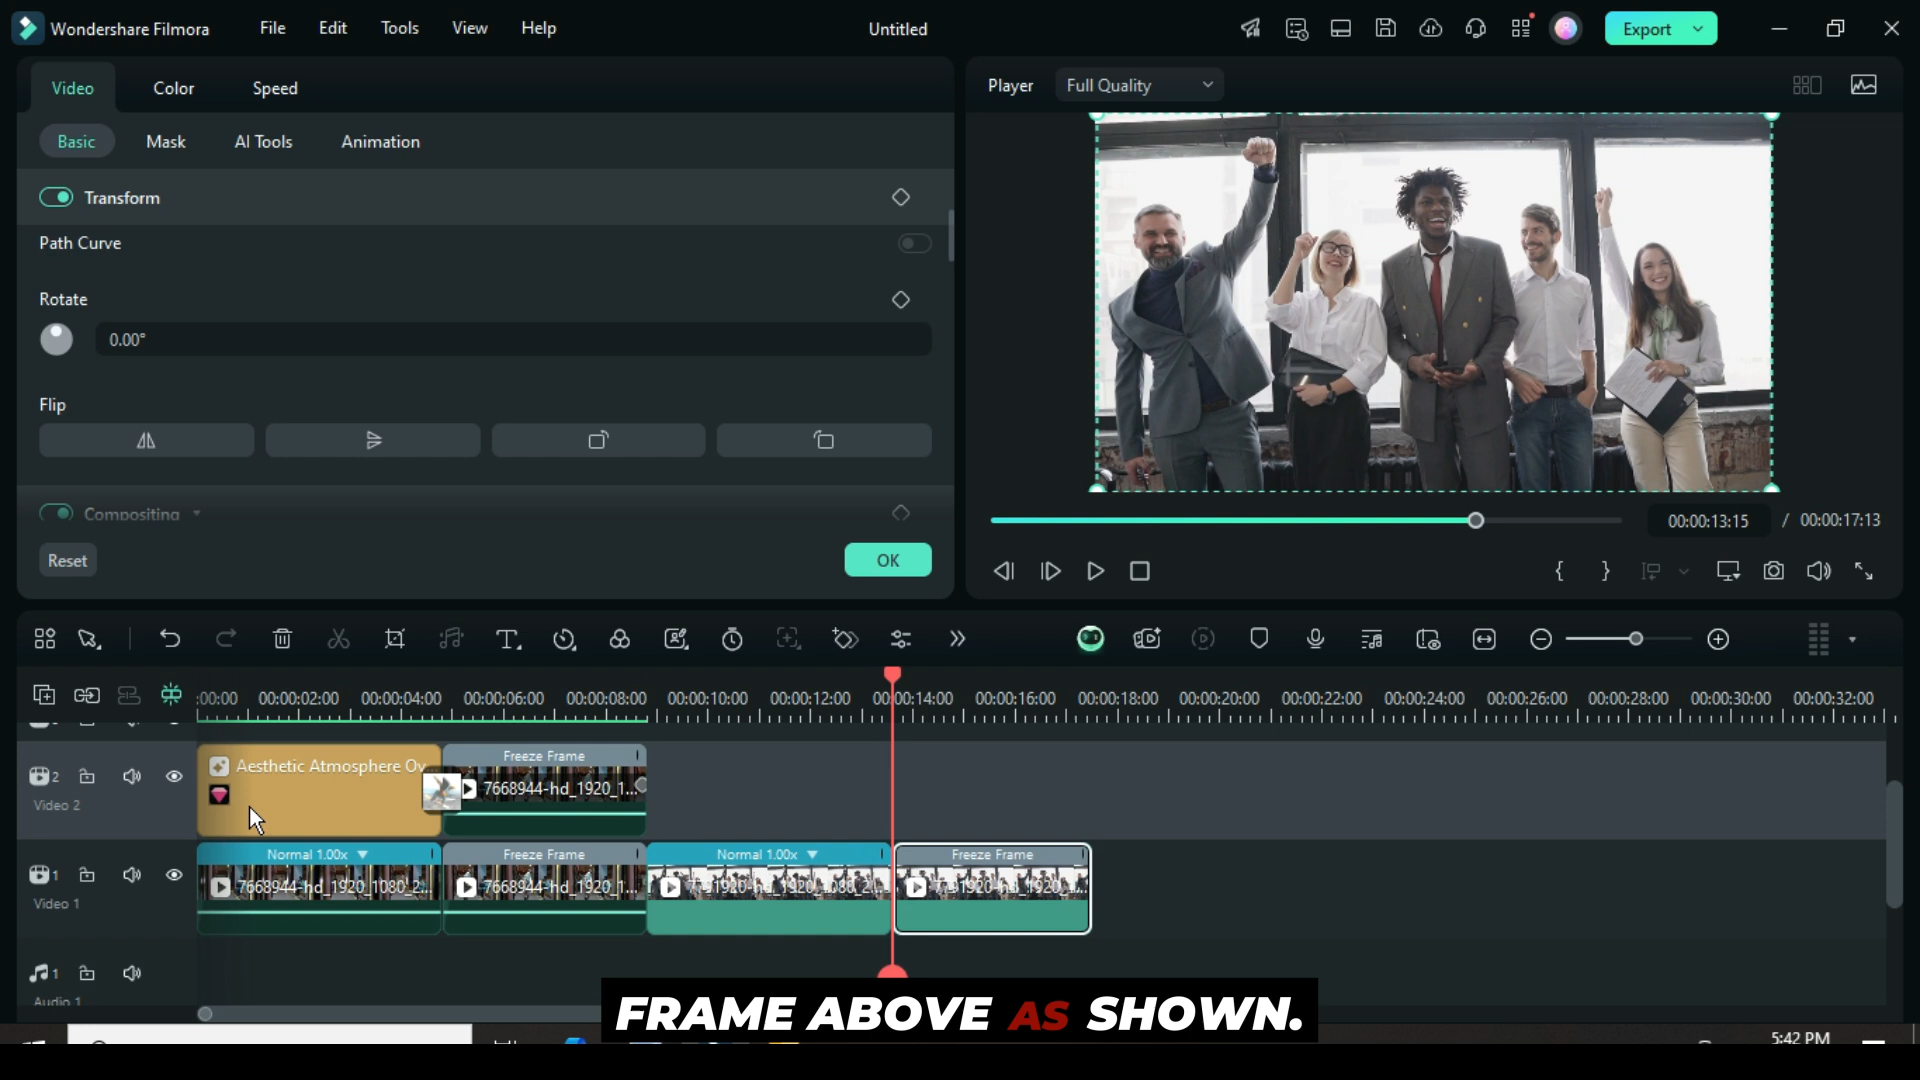 Wondershare Filmora File Edit Tools View Help Untitled Export
Video Color Speed
Player Full Quality
Basic Mask AI Tools Animation
Transform
Path Curve
Rotate
0.00°
Flip
Compositing
Reset OK
00:00:13:15 / 00:00:17:13
:00:00 00:00:02:00 00:00:04:00 00:00:06:00 00:00:08:00 00:00:10:00 00:00:12:00 00:00:14:00 00:00:16:00 00:00:18:00 00:00:20:00 00:00:22:00 00:00:24:00 00:00:26:00 00:00:28:00 00:00:30:00 00:00:32:00
2 Aesthetic Atmosphere Ov Freeze Frame
7668944-hd_1920_1...
Video 2
Normal 1.00x Freeze Frame Normal 1.00x Freeze Frame
1 7668944-hd_1920_1080_2... 7668944-hd_1920_1... 7791920-hd_1920_1080_2...
Video 1
1
Audio 1
FRAME ABOVE AS SHOWN.
5:42 PM